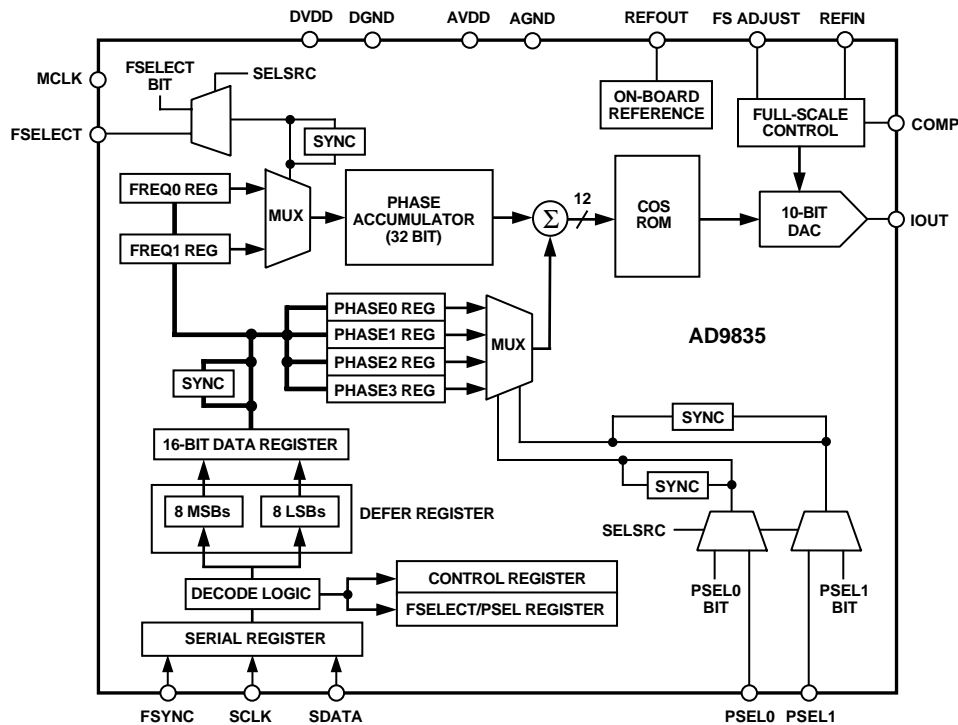 DVDD DGND AVDD AGND REFOUT FS ADJUST REFIN
MCLK
FSELECT
BIT
SELSRC
FSELECT
SYNC
ON-BOARD
REFERENCE
FULL-SCALE
CONTROL
COMP
FREQ0 REG
FREQ1 REG
MUX
PHASE
ACCUMULATOR
(32 BIT)
Σ
12
COS
ROM
10-BIT
DAC
IOUT
PHASE0 REG
PHASE1 REG
PHASE2 REG
PHASE3 REG
MUX
AD9835
SYNC
SYNC
16-BIT DATA REGISTER
SYNC
8 MSBs
8 LSBs
DEFER REGISTER
SELSRC
DECODE LOGIC
CONTROL REGISTER
FSELECT/PSEL REGISTER
PSEL0
BIT
PSEL1
BIT
SERIAL REGISTER
FSYNC SCLK SDATA PSEL0 PSEL1